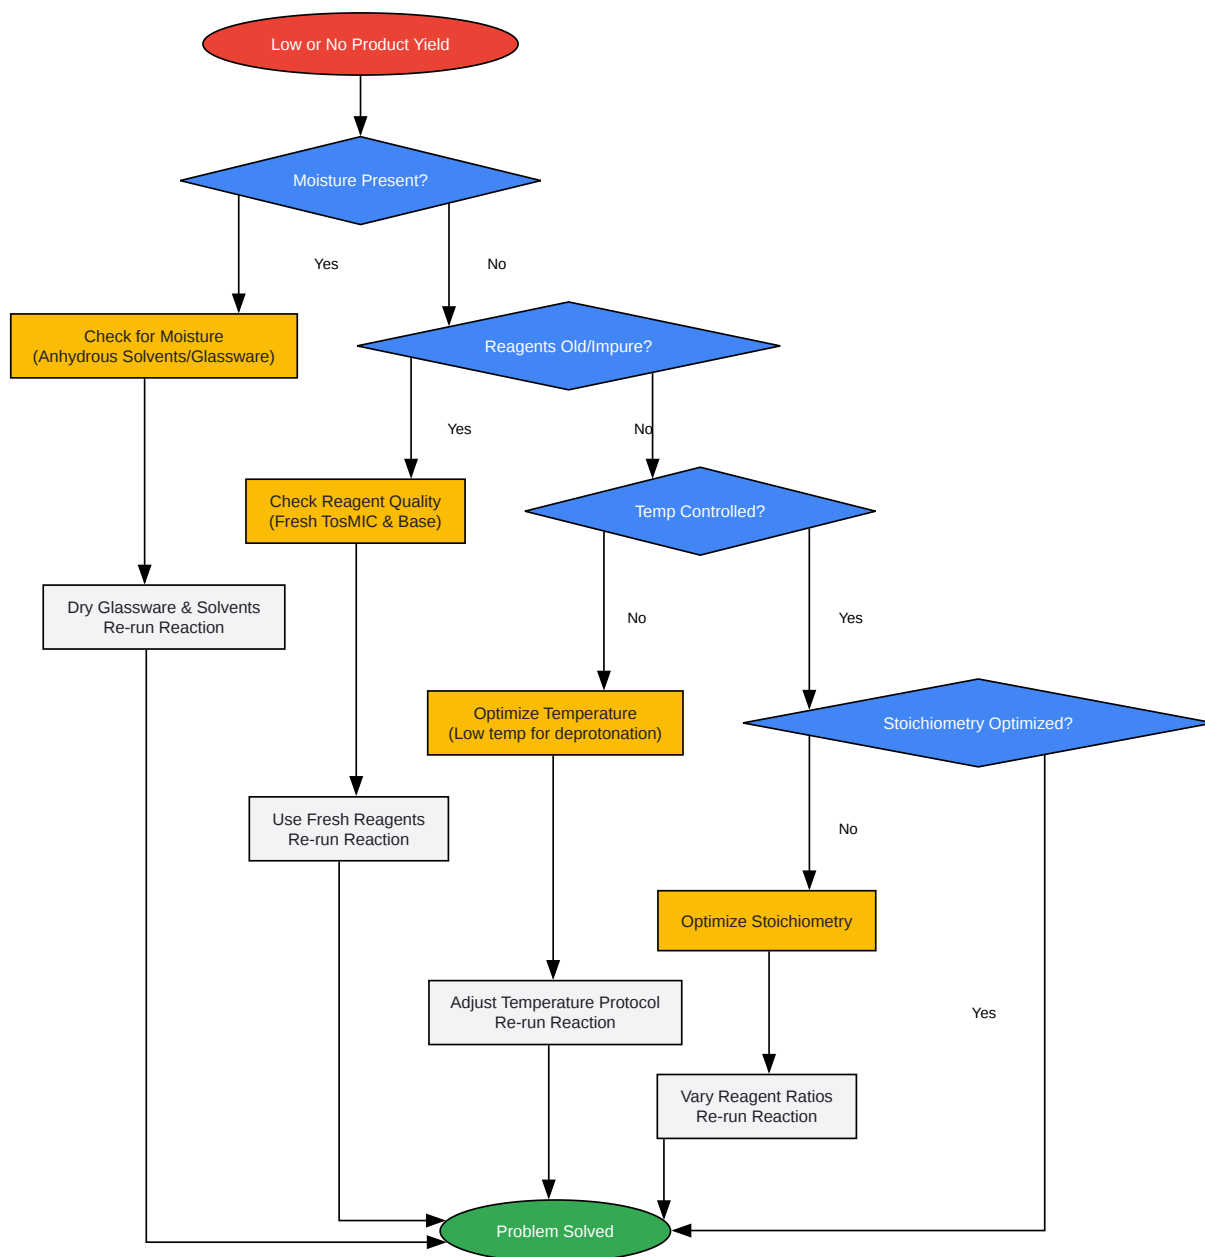 Low or No Product Yield
Moisture Present?
Yes
No
Check for Moisture
(Anhydrous Solvents/Glassware)
Reagents Old/Impure?
Yes
No
Check Reagent Quality
(Fresh TosMIC & Base)
Temp Controlled?
Dry Glassware & Solvents
Re-run Reaction
No
Yes
Optimize Temperature
(Low temp for deprotonation)
Stoichiometry Optimized?
Use Fresh Reagents
Re-run Reaction
No
Optimize Stoichiometry
Adjust Temperature Protocol
Re-run Reaction
Yes
Vary Reagent Ratios
Re-run Reaction
Problem Solved